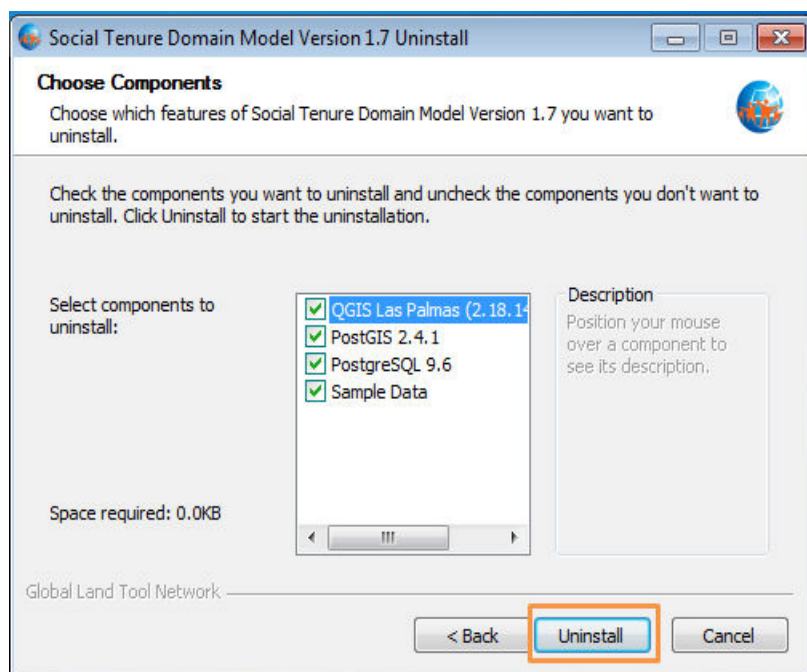 Social Tenure Domain Model Version 1.7 Uninstall
Choose Components
Choose which features of Social Tenure Domain Model Version 1.7 you want to
uninstall.
Check the components you want to uninstall and uncheck the components you don't want to
uninstall. Click Uninstall to start the uninstallation.
Select components to
uninstall:
QGIS Las Palmas (2.18.14
PostGIS 2.4.1
PostgreSQL 9.6
Sample Data
Description
Position your mouse
over a component to
see its description.
Space required: 0.0KB
Global Land Tool Network
< Back
Uninstall
Cancel